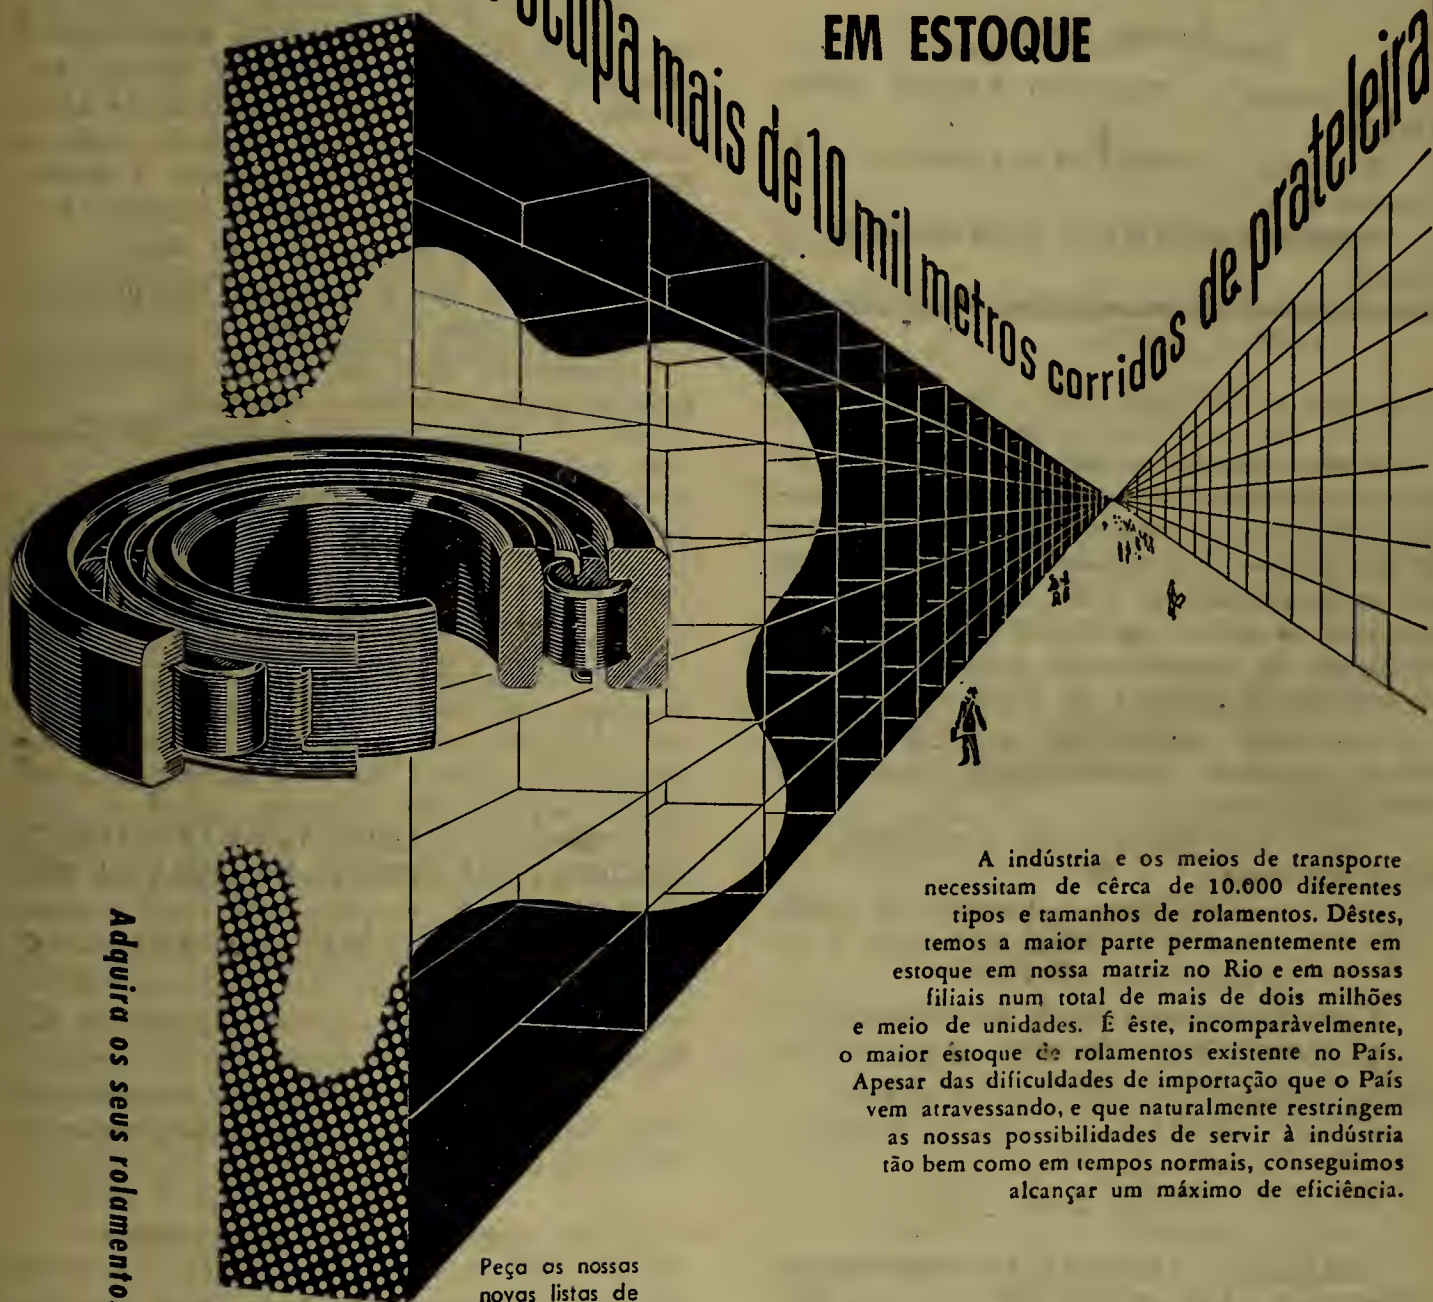 EM ESTOQUE
ocupa mais de 10 mil metros corridos de prateleira
A indústria e os meios de transporte
necessitam de cêrca de 10.000 diferentes
tipos e tamanhos de rolamentos. Dêstes,
temos a maior parte permanentemente em
estoque em nossa matriz no Rio e em nossas
filiais num total de mais de dois milhões
e meio de unidades. É êste, incomparàvelmente,
o maior estoque de rolamentos existente no País.
Apesar das dificuldades de importação que o País
vem atravessando, e que naturalmente restringem
as nossas possibilidades de servir à indústria
tão bem como em tempos normais, conseguimos
alcançar um máximo de eficiência.
Adquira os seus rolamento
Peça as nossas
novas listas de